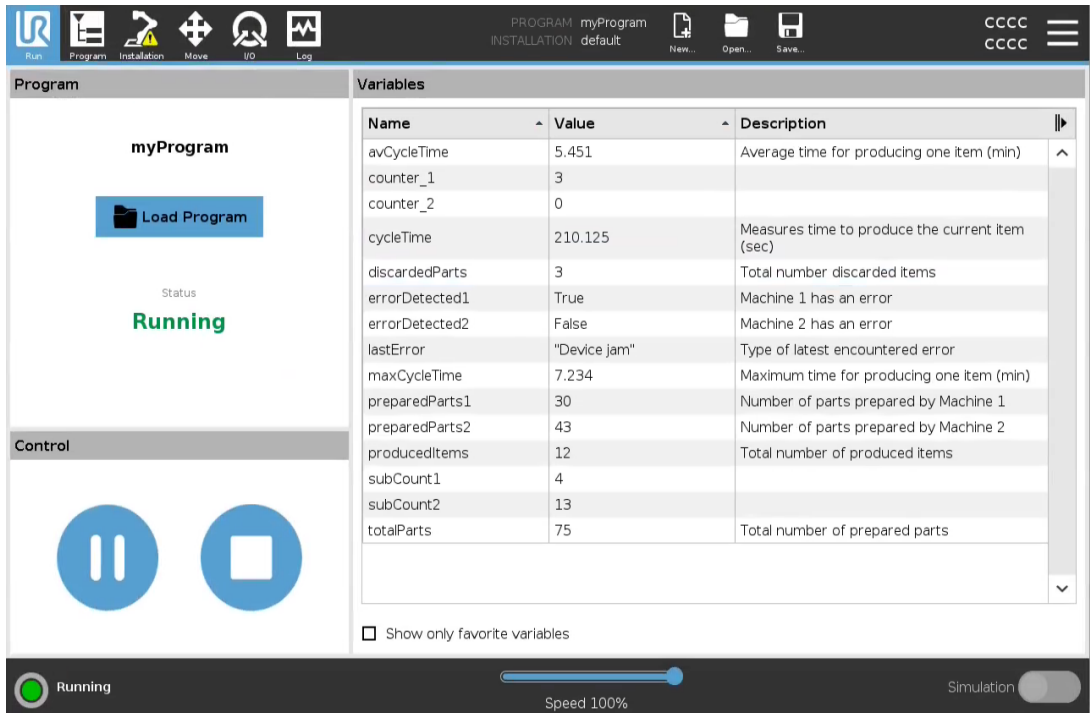 UR
Run
Program
Installation
Move
I/O
Log
PROGRAM myProgram
INSTALLATION default
New...
Open...
Save...
CCCC
CCCC
Program
myProgram
Load Program
Status
Running
Control
Variables
Name Value Description
avCycleTime 5.451 Average time for producing one item (min)
counter_1 3
counter_2 0
cycleTime 210.125 Measures time to produce the current item
(sec)
discardedParts 3 Total number discarded items
errorDetected1 True Machine 1 has an error
errorDetected2 False Machine 2 has an error
lastError "Device jam" Type of latest encountered error
maxCycleTime 7.234 Maximum time for producing one item (min)
preparedParts1 30 Number of parts prepared by Machine 1
preparedParts2 43 Number of parts prepared by Machine 2
producedItems 12 Total number of produced items
subCount1 4
subCount2 13
totalParts 75 Total number of prepared parts
Show only favorite variables
Running
Speed 100%
Simulation